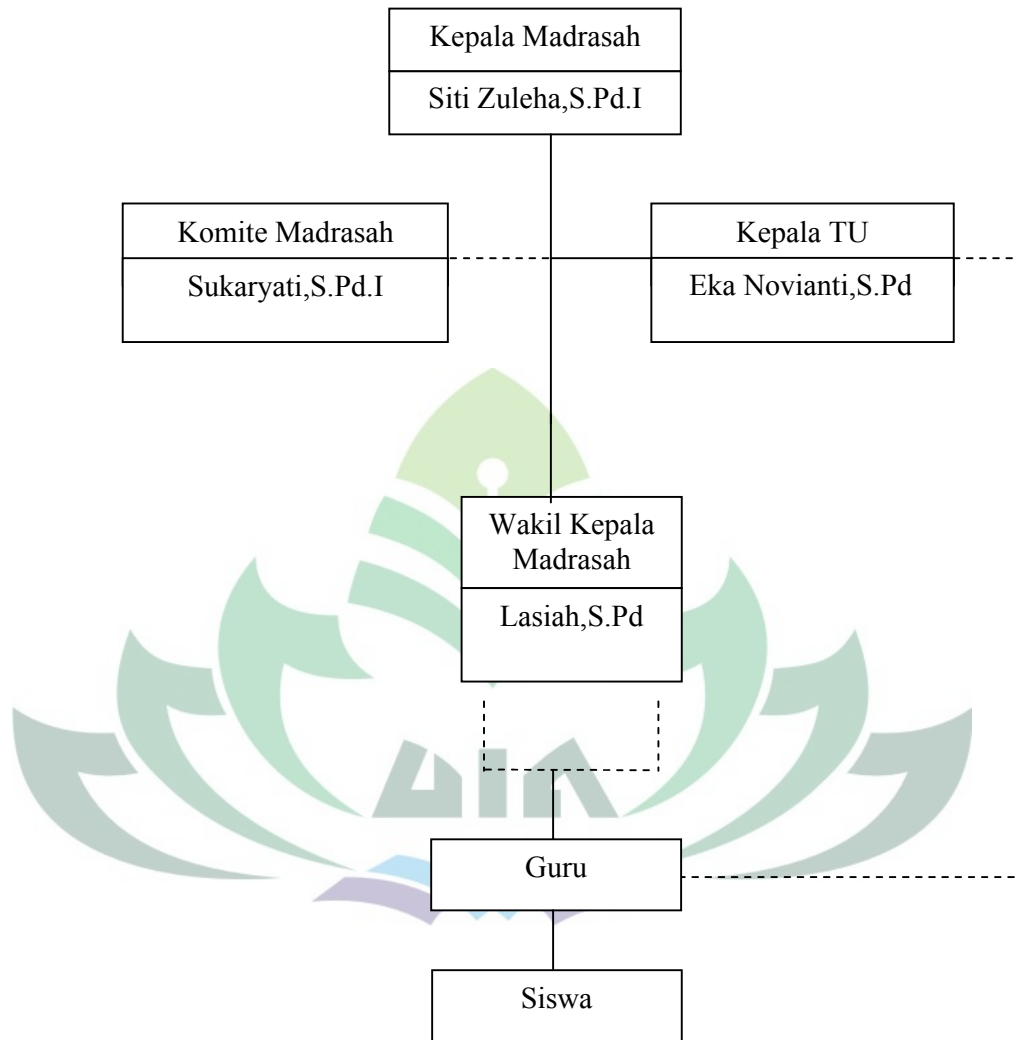 Kepala Madrasah
Siti Zuleha,S.Pd.I
Komite Madrasah
Sukaryati,S.Pd.I
Kepala TU
Eka Novianti,S.Pd
Wakil Kepala
Madrasah
Lasiah,S.Pd
Guru
Siswa